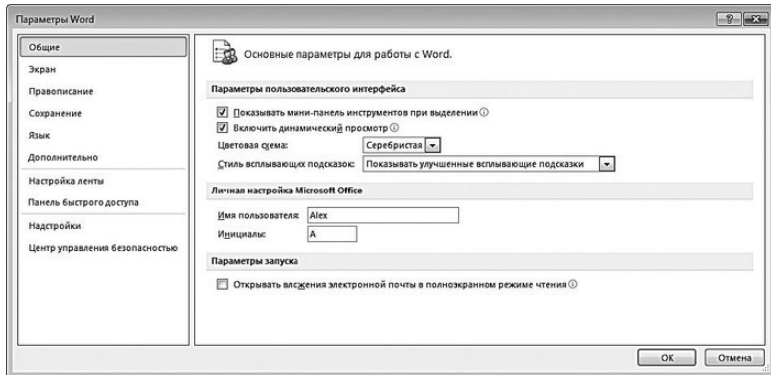 Параметры Word
Общие
Экран
Правописание
Сохранение
Язык
Дополнительно
Настройка ленты
Панель быстрого доступа
Надстройки
Центр управления безопасностью
Основные параметры для работы с Word.
Параметры пользовательского интерфейса
Показывать мини-панель инструментов при выделении
Включить динамический просмотр
Цветовая схема: Серебристая
Стиль всплывающих подсказок: Показывать улучшенные всплывающие подсказки
Личная настройка Microsoft Office
Имя пользователя: Alex
Инициалы: A
Параметры запуска
Открывать вложения электронной почты в полноэкранном режиме чтения
ОК Отмена